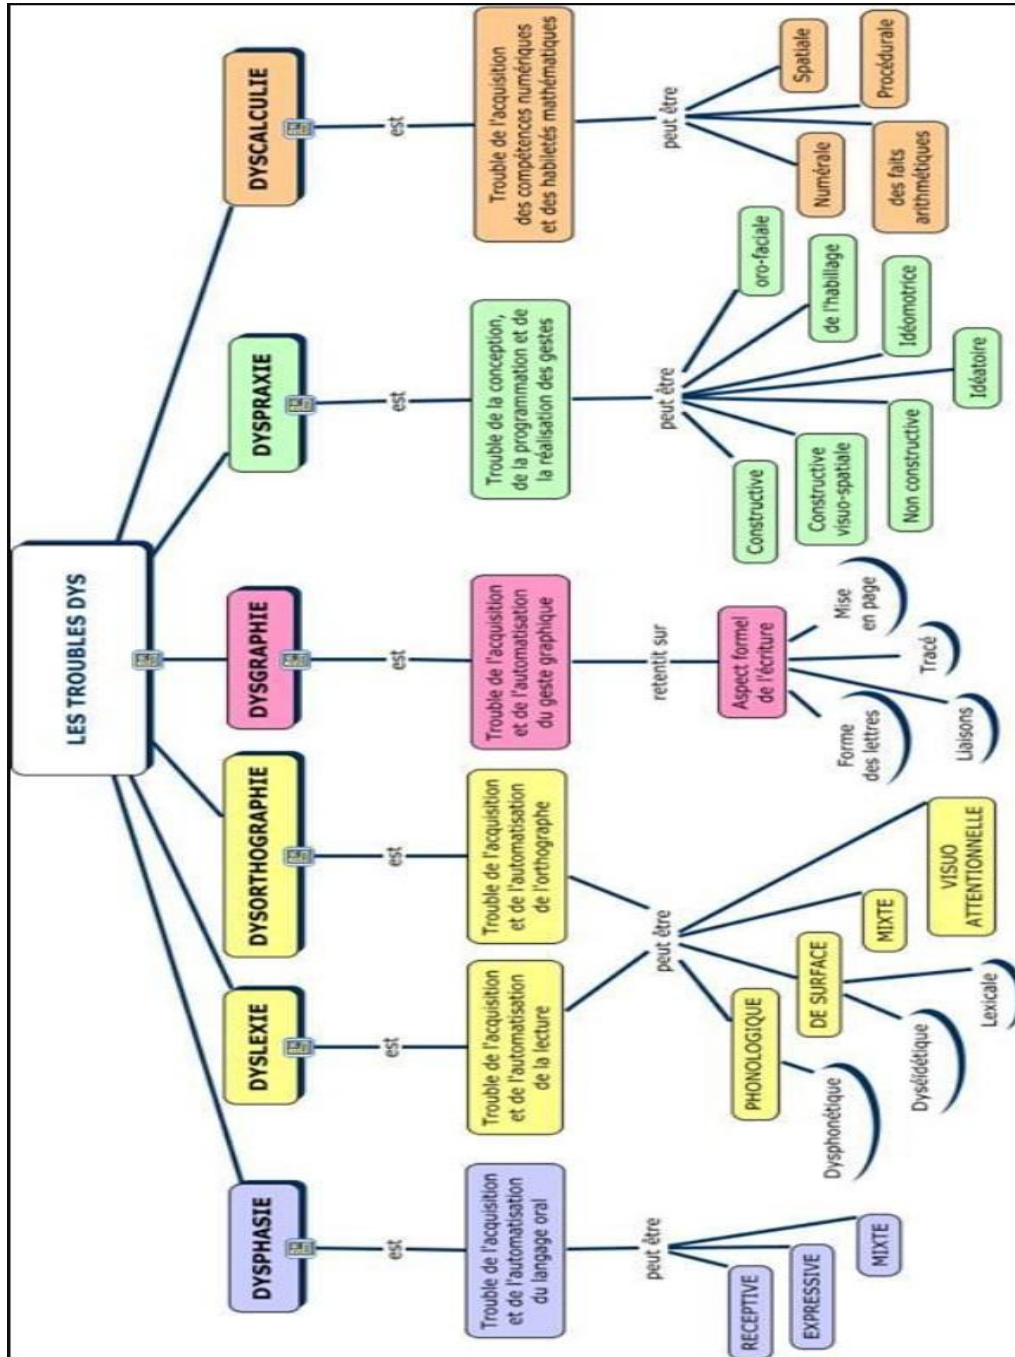 LES TROUBLES DYS
DYSPHASIE
est
Trouble de l'acquisition
et de l'automatisation
du langage oral
peut être
RECEPTIVE
EXPRESSIVE
MIXTE
DYSLEXIE
est
Trouble de l'acquisition
et de l'automatisation
de la lecture
DYSORTHOGRAPHIE
est
Trouble de l'acquisition
et de l'automatisation
de l'orthographe
peut être
PHONOLOGIQUE
Dysphonétique
DE SURFACE
Dyséidétique
Lexicale
MIXTE
VISUO
ATTENTIONNELLE
DYSGRAPHIE
est
Trouble de l'acquisition
et de l'automatisation
du geste graphique
retentit sur
Aspect formel
de l'écriture
Forme
des lettres
Liaisons
Tracé
Mise
en page
DYSPRAXIE
est
Trouble de la conception,
de la programmation et de
la réalisation des gestes
peut être
Constructive
Constructive
visuo-spatiale
Non constructive
Idéatoire
Idéomotrice
de l'habillage
oro-faciale
DYSCALCULIE
est
Trouble de l'acquisition
des compétences numériques
et des habiletés mathématiques
peut être
Numérale
des faits
arithmétiques
Procédurale
Spatiale